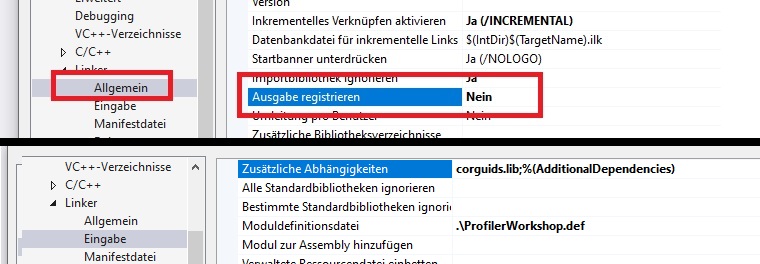 Erweitert
Version
Debugging
Inkrementelles Verknüpfen aktivieren Ja (/INCREMENTAL)
VC++-Verzeichnisse
Datenbankdatei für inkrementelle Links $(IntDir)$(TargetName).ilk
C/C++
Startbanner unterdrücken Ja (/NOLOGO)
Linker
Importbibliothek ignorieren Ja
Allgemein
Ausgabe registrieren Nein
Eingabe
Umleitung pro Benutzer Nein
Manifestdatei
Zusätzliche Bibliotheksverzeichnisse
VC++-Verzeichnisse
Zusätzliche Abhängigkeiten corguids.lib;%(AdditionalDependencies)
C/C++
Alle Standardbibliotheken ignorieren
Linker
Bestimmte Standardbibliotheken ignori
Allgemein
Moduldefinitionsdatei .\ProfilerWorkshop.def
Eingabe
Modul zur Assembly hinzufügen
Manifestdatei
Verwaltete Ressourcendatei einbetten